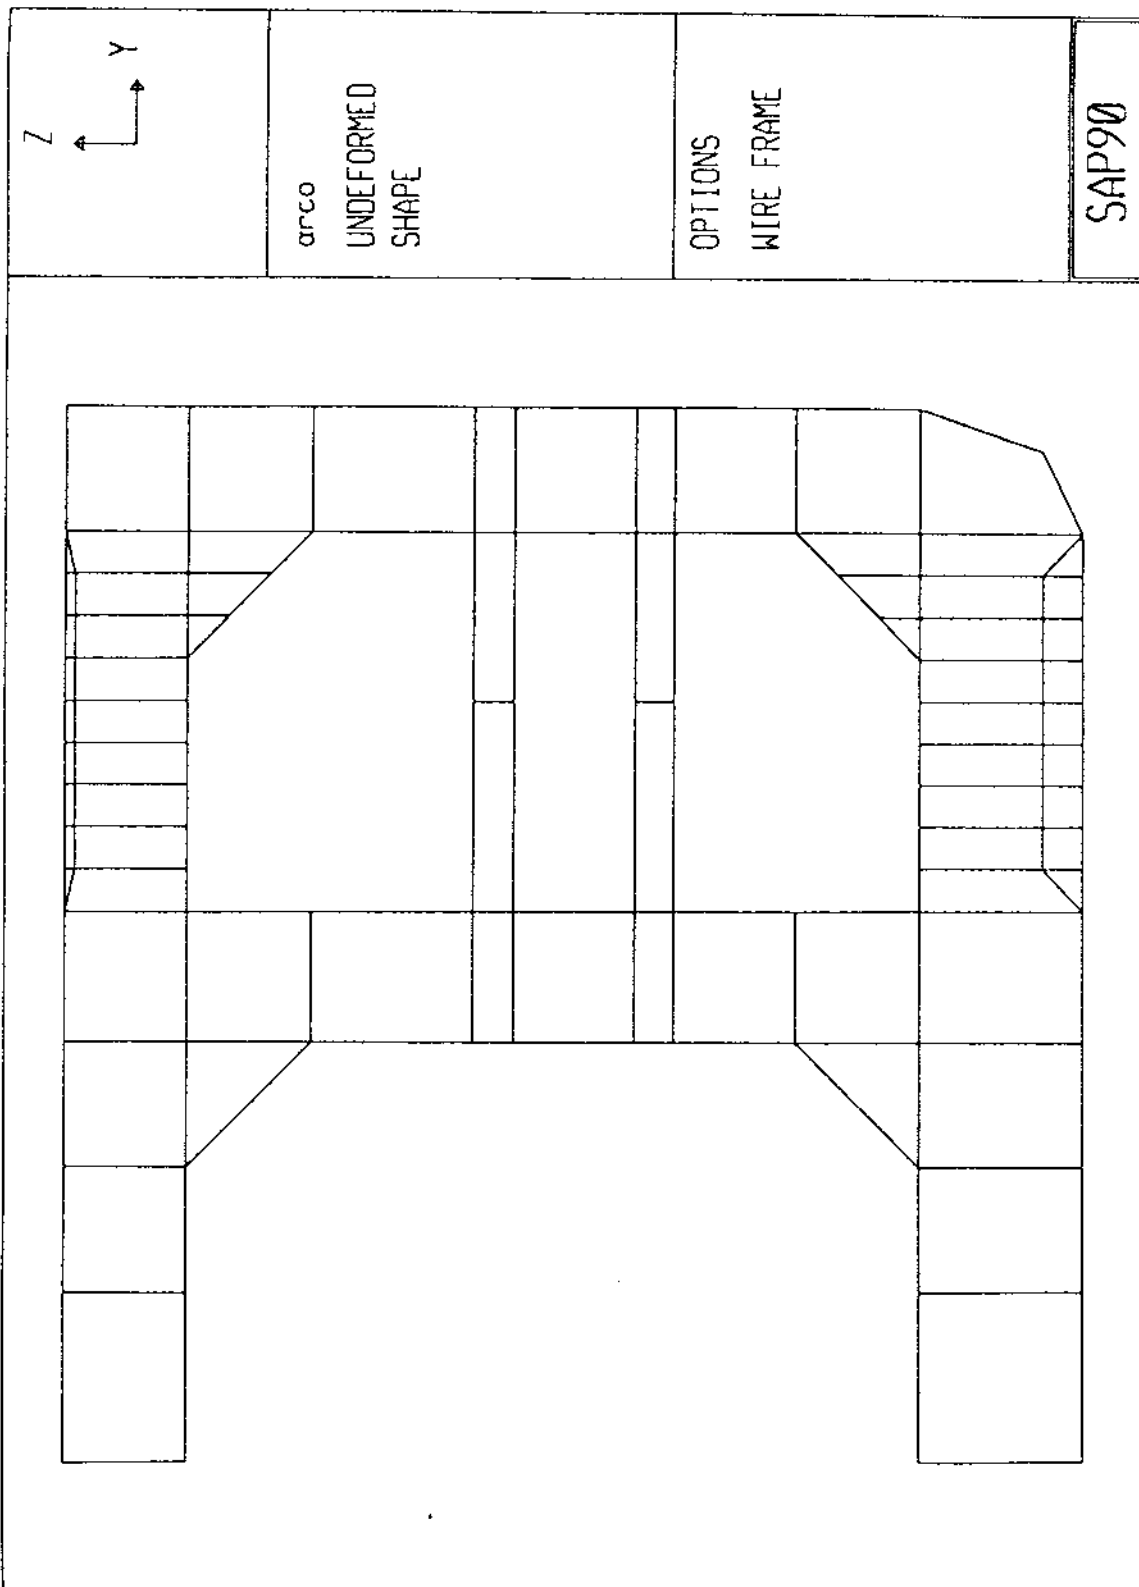 Z
Y
arco
UNDEFORMED
SHAPE
OPTIONS
WIRE FRAME
SAP90